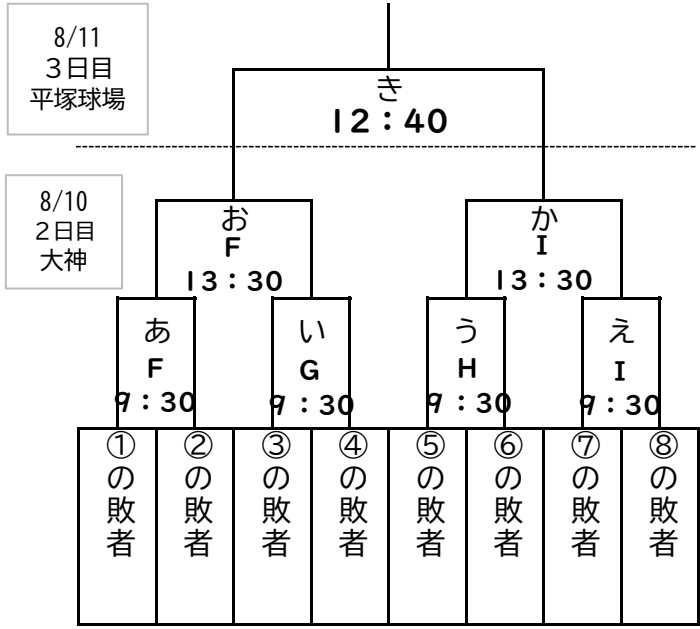 8/11
３日目
平塚球場
き
12：40
8/10
２日目
大神
お
F
13：30
か
I
13：30
あ
F
9：30
い
G
9：30
う
H
9：30
え
I
9：30
①の敗者
②の敗者
③の敗者
④の敗者
⑤の敗者
⑥の敗者
⑦の敗者
⑧の敗者